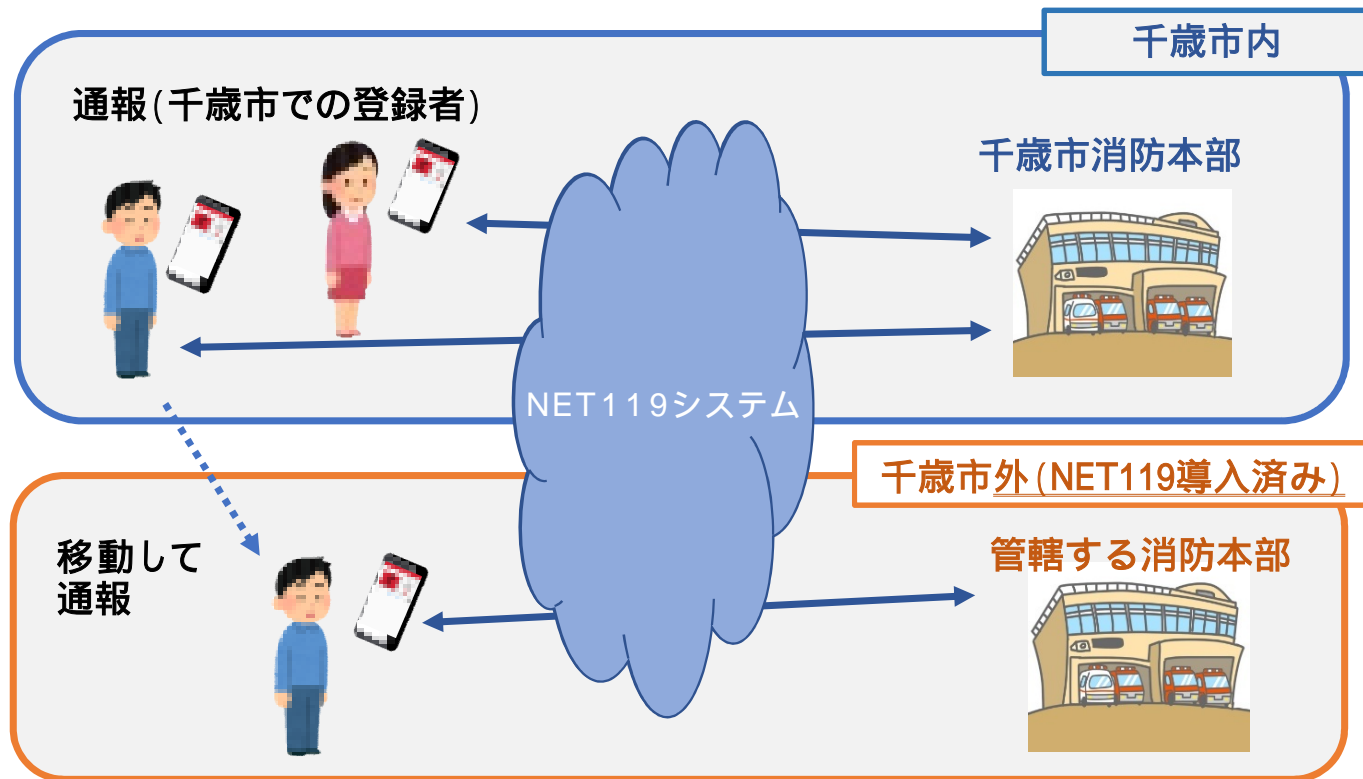 千歳市内
通報(千歳市での登録者)
千歳市消防本部
NET119システム
千歳市外(NET119導入済み)
移動して
通報
管轄する消防本部